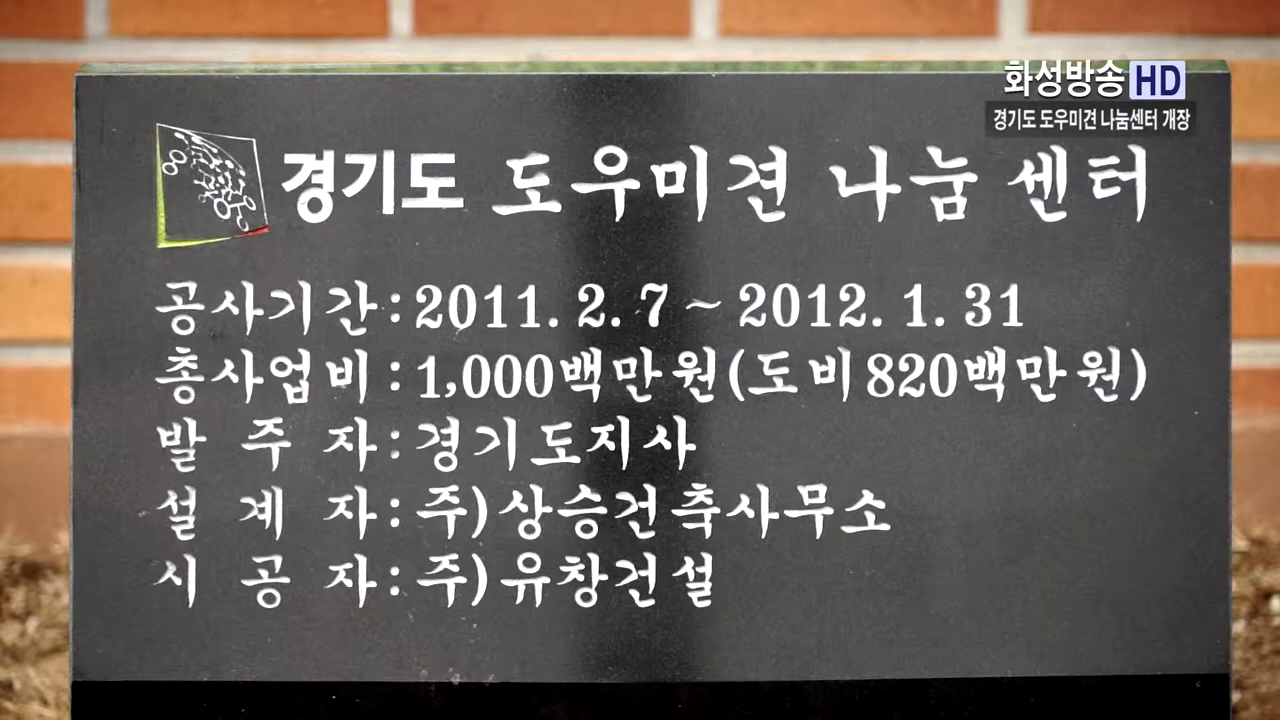 화성방송 HD
경기도 도우미견 나눔센터 개장
경기도 도우미견 나눔 센터
공사기간:2011. 2. 7 ~ 2012. 1. 31
총사업비:1,000백만원(도비820백만원)
발 주 자:경기도지사
설 계 자:주)상승건축사무소
시 공 자:주)유창건설